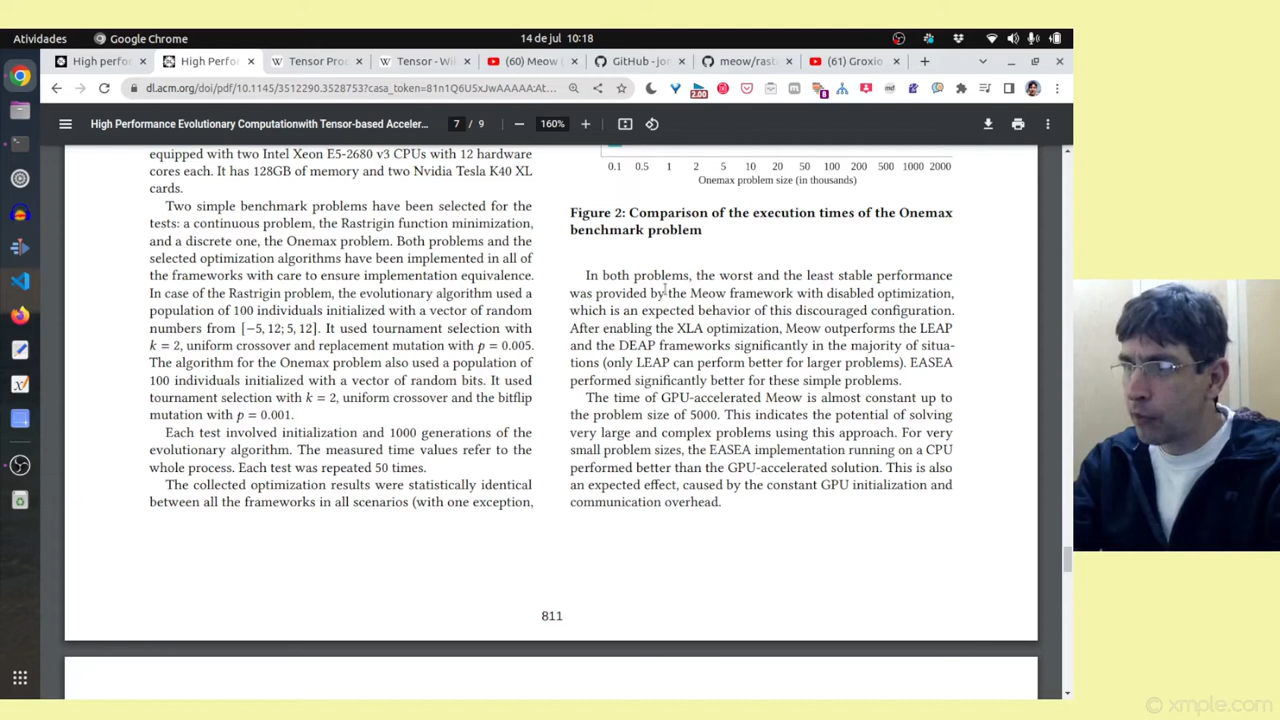 Atividades
Google Chrome
14 de jul 10:18
High perfor
High Perfor
Tensor Proc
Tensor - Wi
(60) Meow (
GitHub - jon
meow/rast
(61) Groxio
dl.acm.org/doi/pdf/10.1145/3512290.3528753?casa_token=81n1Q6U5xJwAAAAA:At...
2.00
8
High Performance Evolutionary Computationwith Tensor-based Acceler...
7 / 9
160%
equipped with two Intel Xeon E5-2680 v3 CPUs with 12 hardware
cores each. It has 128GB of memory and two Nvidia Tesla K40 XL
cards.
Two simple benchmark problems have been selected for the
tests: a continuous problem, the Rastrigin function minimization,
and a discrete one, the Onemax problem. Both problems and the
selected optimization algorithms have been implemented in all of
the frameworks with care to ensure implementation equivalence.
In case of the Rastrigin problem, the evolutionary algorithm used a
population of 100 individuals initialized with a vector of random
numbers from [−5, 12; 5, 12]. It used tournament selection with
k = 2, uniform crossover and replacement mutation with p = 0.005.
The algorithm for the Onemax problem also used a population of
100 individuals initialized with a vector of random bits. It used
tournament selection with k = 2, uniform crossover and the bitflip
mutation with p = 0.001.
Each test involved initialization and 1000 generations of the
evolutionary algorithm. The measured time values refer to the
whole process. Each test was repeated 50 times.
The collected optimization results were statistically identical
between all the frameworks in all scenarios (with one exception,
0.1 0.5 1 2 5 10 20 50 100 200 500 1000 2000
Onemax problem size (in thousands)
Figure 2: Comparison of the execution times of the Onemax
benchmark problem
In both problems, the worst and the least stable performance
was provided by the Meow framework with disabled optimization,
which is an expected behavior of this discouraged configuration.
After enabling the XLA optimization, Meow outperforms the LEAP
and the DEAP frameworks significantly in the majority of situa-
tions (only LEAP can perform better for larger problems). EASEA
performed significantly better for these simple problems.
The time of GPU-accelerated Meow is almost constant up to
the problem size of 5000. This indicates the potential of solving
very large and complex problems using this approach. For very
small problem sizes, the EASEA implementation running on a CPU
performed better than the GPU-accelerated solution. This is also
an expected effect, caused by the constant GPU initialization and
communication overhead.
811
xmple.com